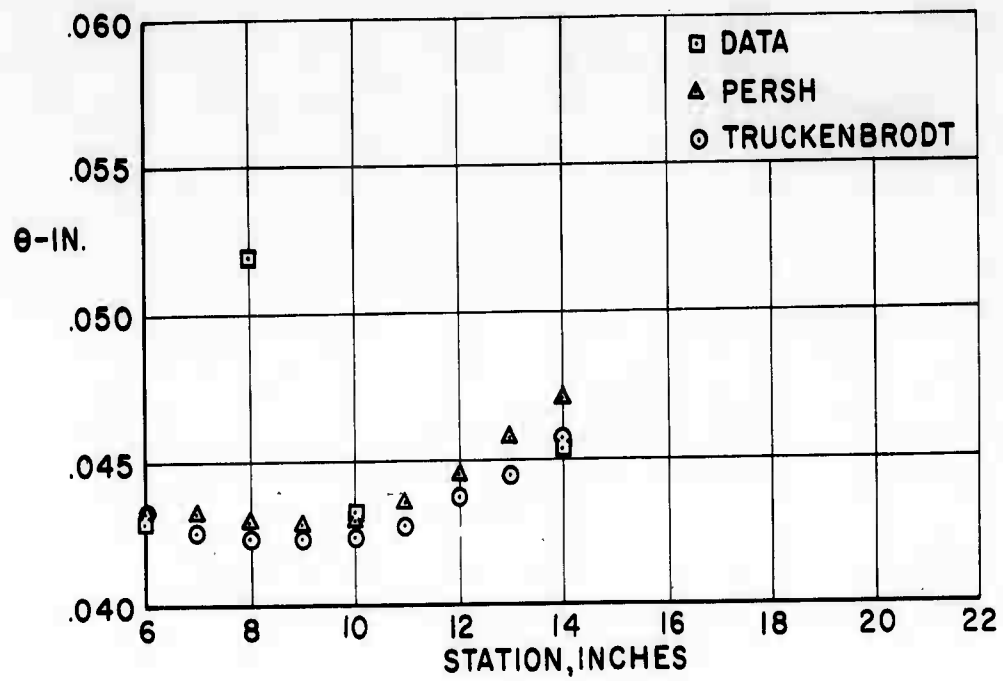 .060
DATA
PERSH
TRUCKENBRODT
.055
θ-IN.
.050
.045
.040
6 8 10 12 14 16 18 20 22
STATION, INCHES